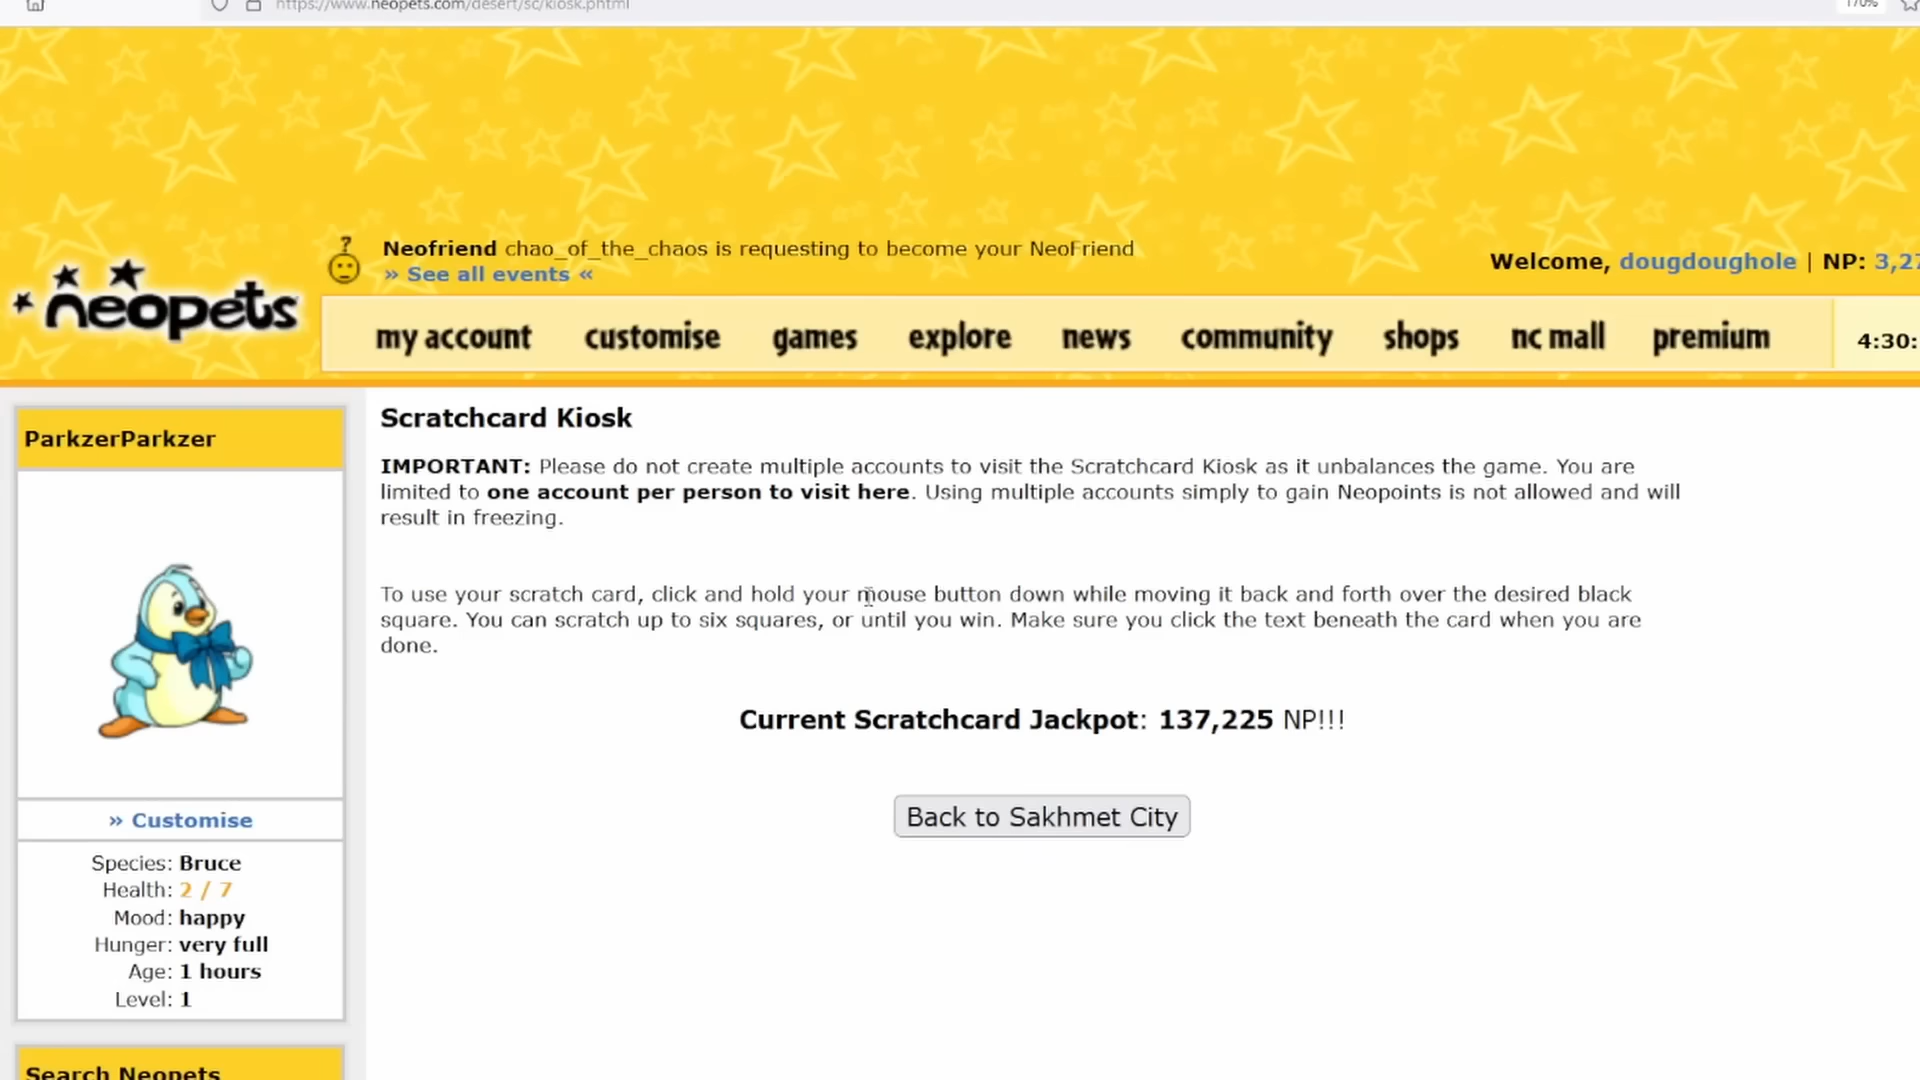 https://www.neopets.com/desert/sc/kiosk.phtml
170%
Neofriend chao_of_the_chaos is requesting to become your NeoFriend
» See all events «
Welcome, dougdoughole | NP: 3,27
neopets
my account customise games explore news community shops nc mall premium
4:30:
ParkzerParkzer
» Customise
Species: Bruce
Health: 2 / 7
Mood: happy
Hunger: very full
Age: 1 hours
Level: 1
Search Neopets
Scratchcard Kiosk
IMPORTANT: Please do not create multiple accounts to visit the Scratchcard Kiosk as it unbalances the game. You are
limited to one account per person to visit here. Using multiple accounts simply to gain Neopoints is not allowed and will
result in freezing.
To use your scratch card, click and hold your mouse button down while moving it back and forth over the desired black
square. You can scratch up to six squares, or until you win. Make sure you click the text beneath the card when you are
done.
Current Scratchcard Jackpot: 137,225 NP!!!
Back to Sakhmet City